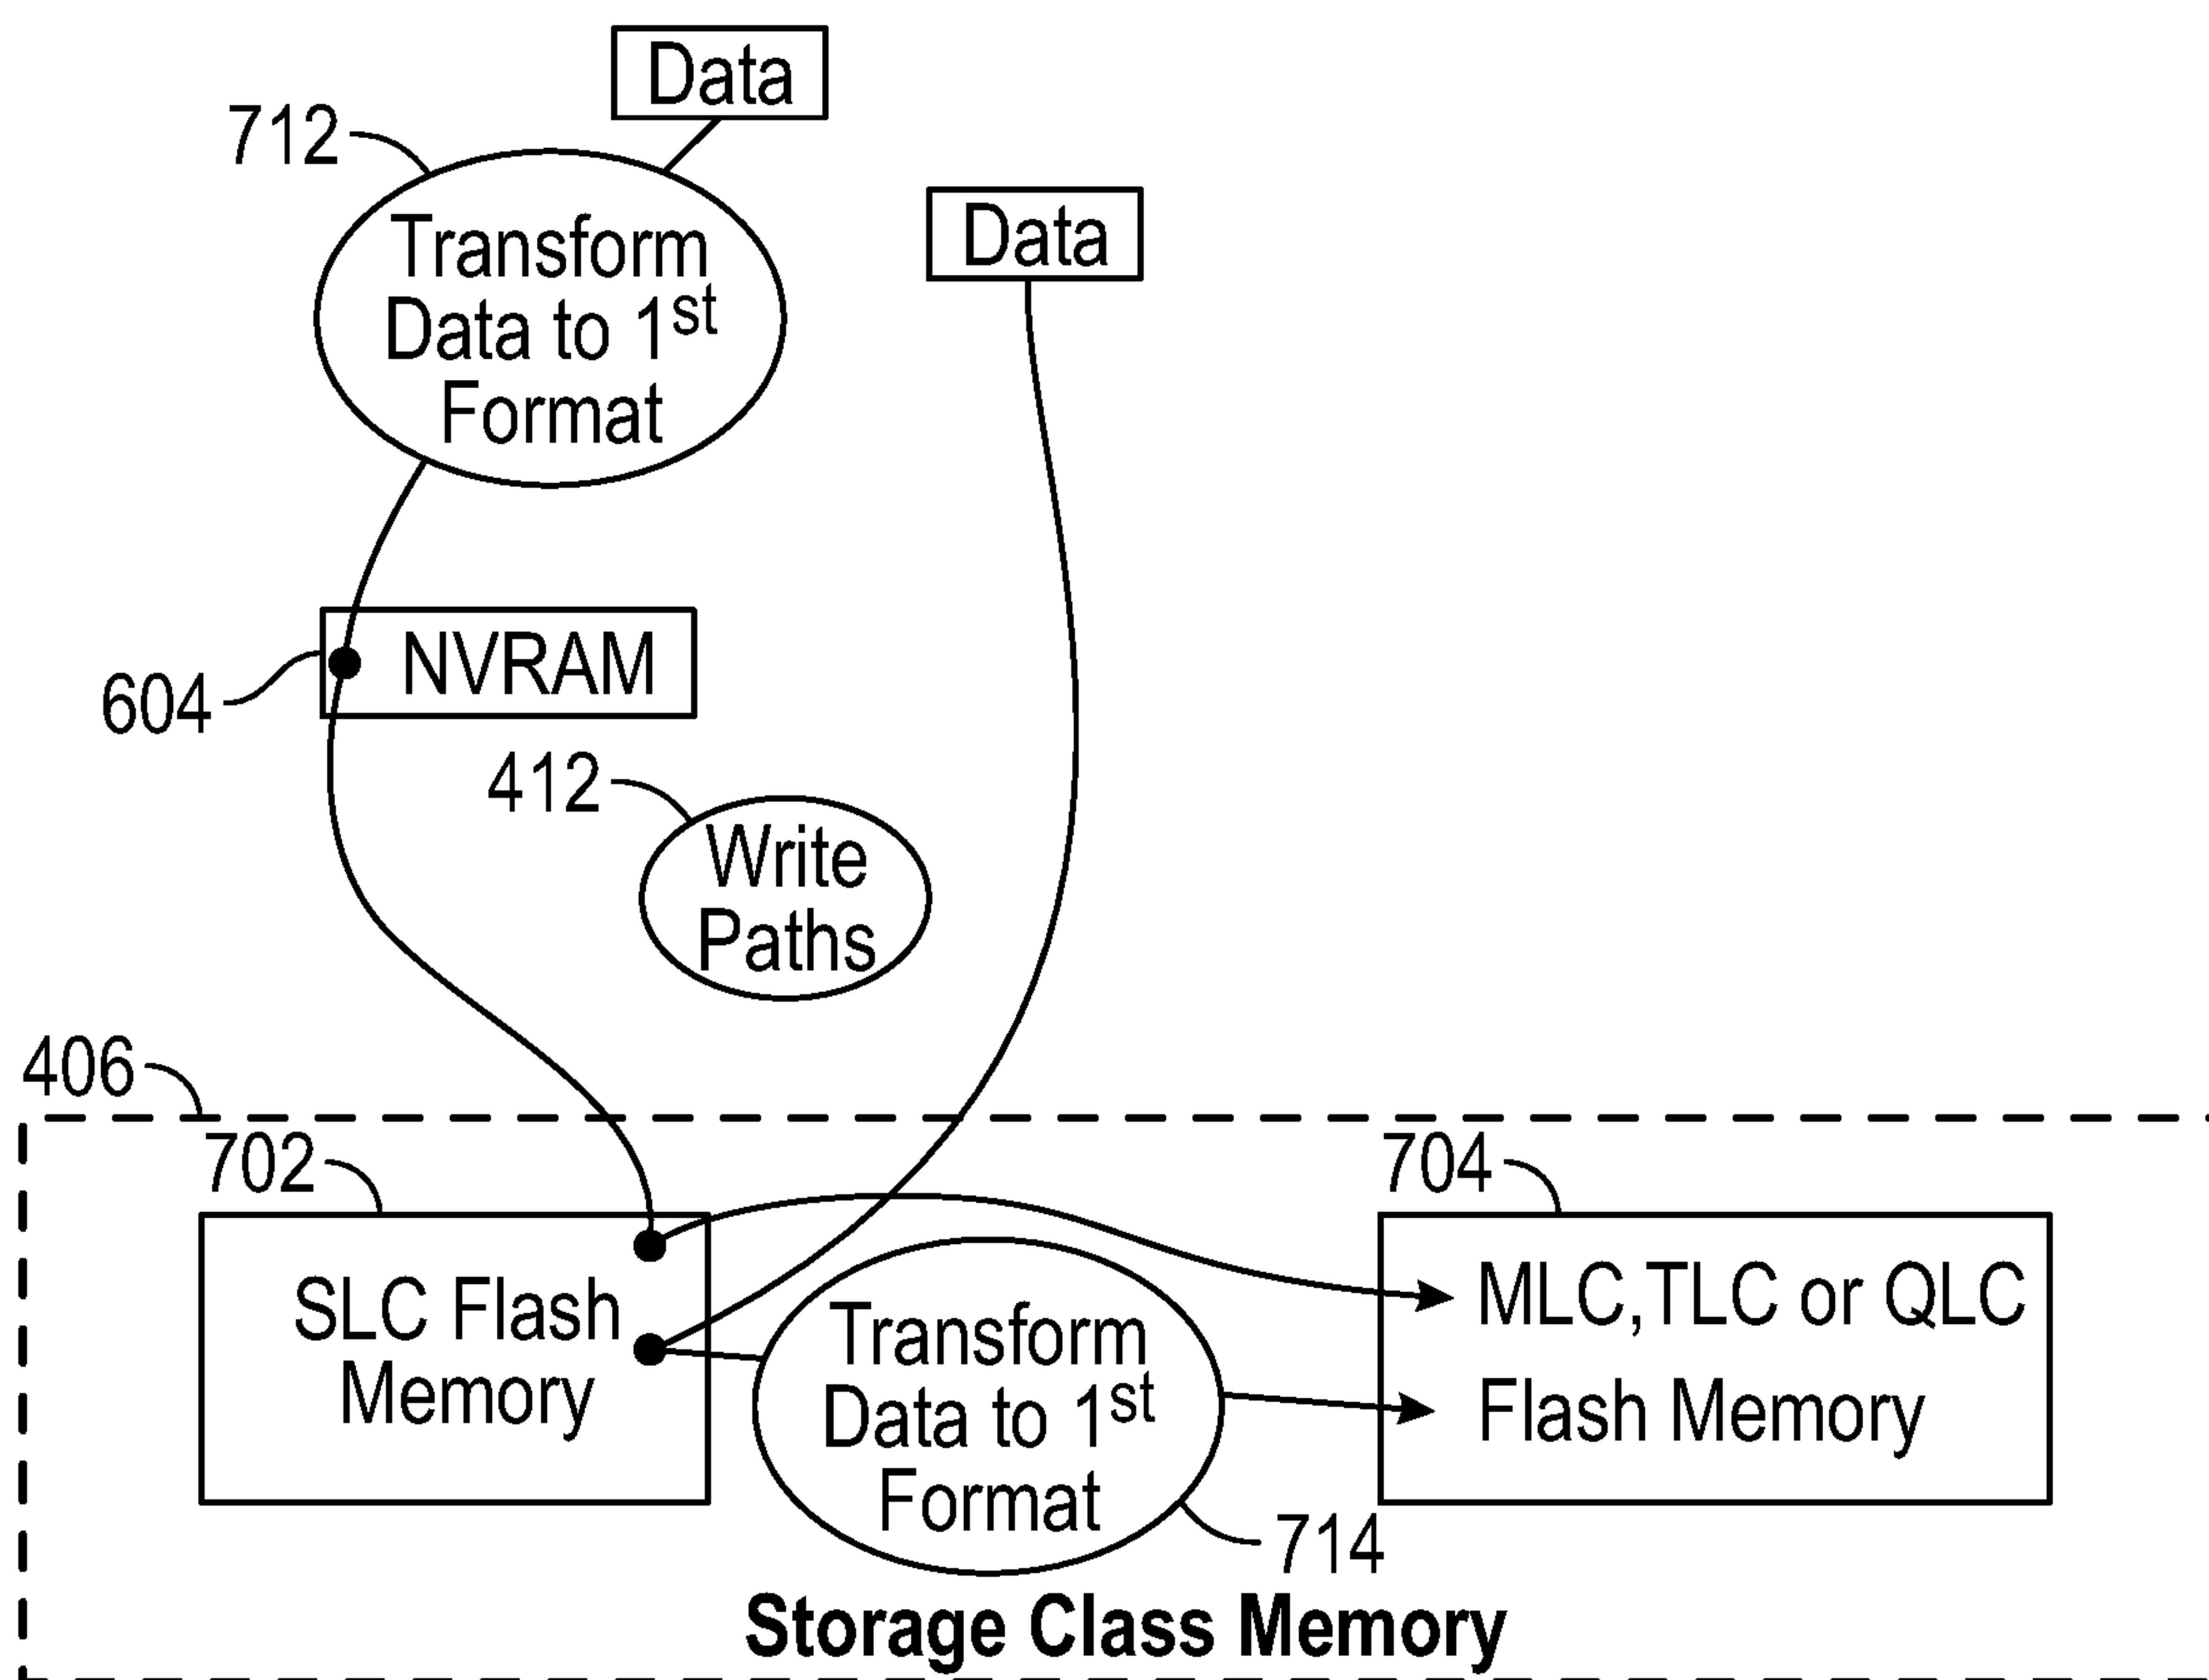 Data
712
Transform
Data to 1st
Format
Data
NVRAM
604
412
Write
Paths
406
702
704
SLC Flash
Memory
MLC,TLC or QLC
Flash Memory
Transform
Data to 1st
Format
714
Storage Class Memory